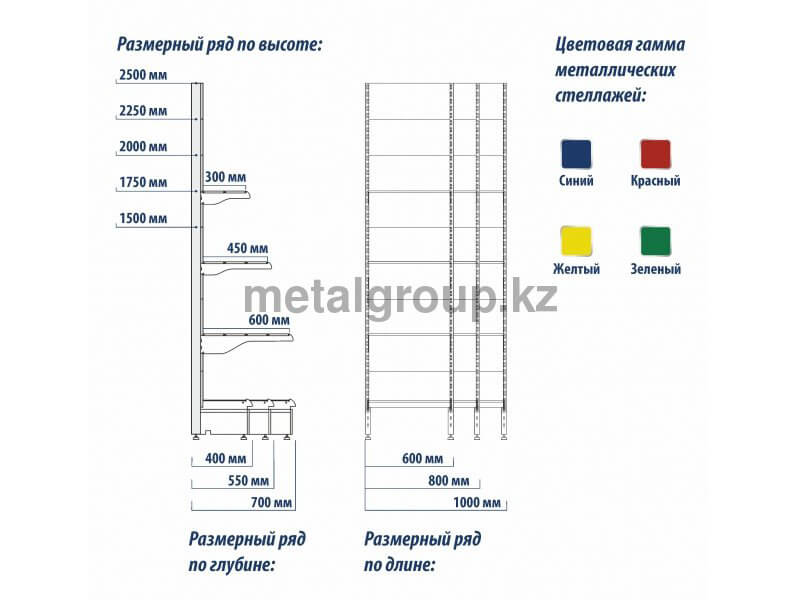 Размерный ряд по высоте:
2500 мм
2250 мм
2000 мм
1750 мм
1500 мм
300 мм
450 мм
600 мм
400 мм
550 мм
700 мм
Размерный ряд
по глубине:
600 мм
800 мм
1000 мм
Размерный ряд
по длине:
Цветовая гамма
металлических
стеллажей:
Синий
Красный
Желтый
Зеленый
metalgroup.kz